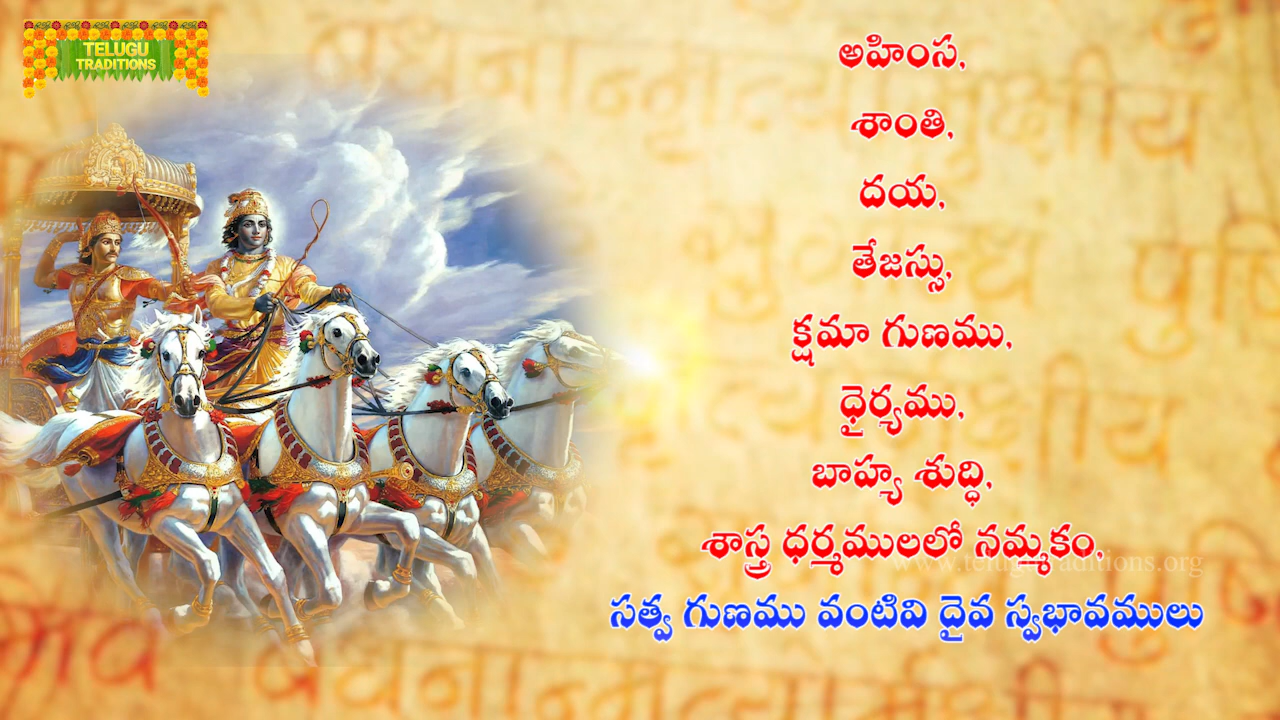 TELUGU
TRADITIONS
అహింస,
శాంతి,
దయ,
తేజస్సు,
క్షమా గుణము,
ధైర్యము,
బాహ్య శుద్ధి,
శాస్త్ర ధర్మములలో నమ్మకం,
www.telugutraditions.org
సత్వ గుణము వంటివి దైవ స్వభావములు